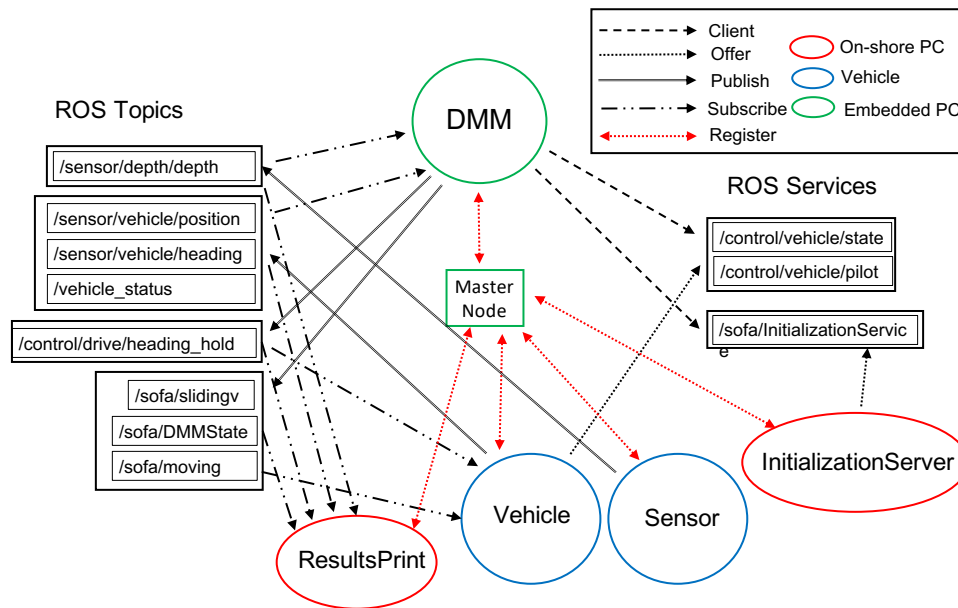 Client
Offer
Publish
Subscribe
Register
On-shore PC
Vehicle
Embedded PC
ROS Topics
DMM
/sensor/depth/depth
/sensor/vehicle/position
/sensor/vehicle/heading
/vehicle_status
/control/drive/heading_hold
/sofa/slidingv
/sofa/DMMState
/sofa/moving
Master
Node
ROS Services
/control/vehicle/state
/control/vehicle/pilot
/sofa/InitializationServic
e
InitializationServer
Vehicle
Sensor
ResultsPrint